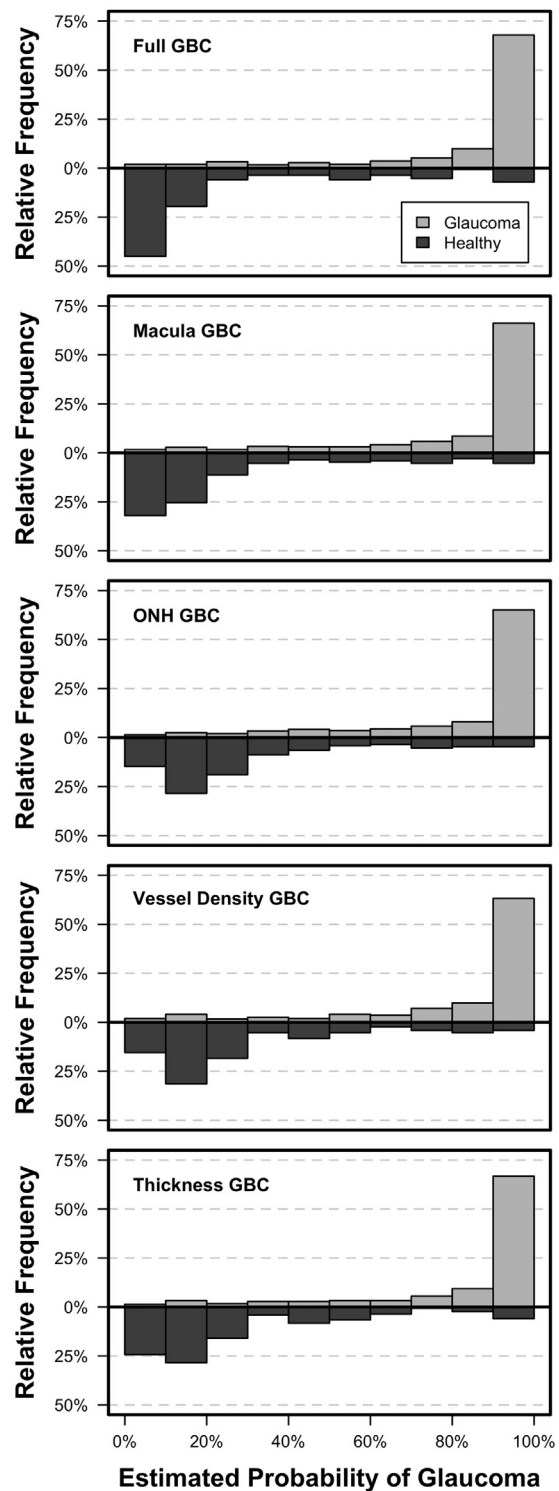 75%
Full GBC
50%
25%
0%
Glaucoma
25%
Healthy
50%
Relative Frequency
75%
Macula GBC
50%
25%
0%
25%
50%
Relative Frequency
75%
ONH GBC
50%
25%
0%
25%
50%
Relative Frequency
75%
Vessel Density GBC
50%
25%
0%
25%
50%
Relative Frequency
75%
Thickness GBC
50%
25%
0%
25%
50%
Relative Frequency
0% 20% 40% 60% 80% 100%
Estimated Probability of Glaucoma